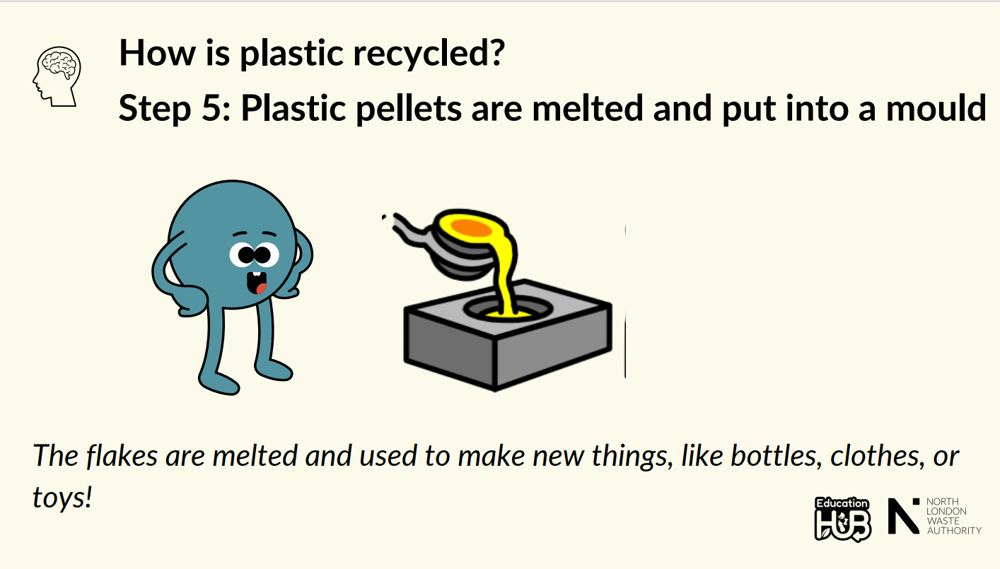 How is plastic recycled?
Step 5: Plastic pellets are melted and put into a mould
The flakes are melted and used to make new things, like bottles, clothes, or
toys!
Education
HUB
NORTH
LONDON
WASTE
AUTHORITY